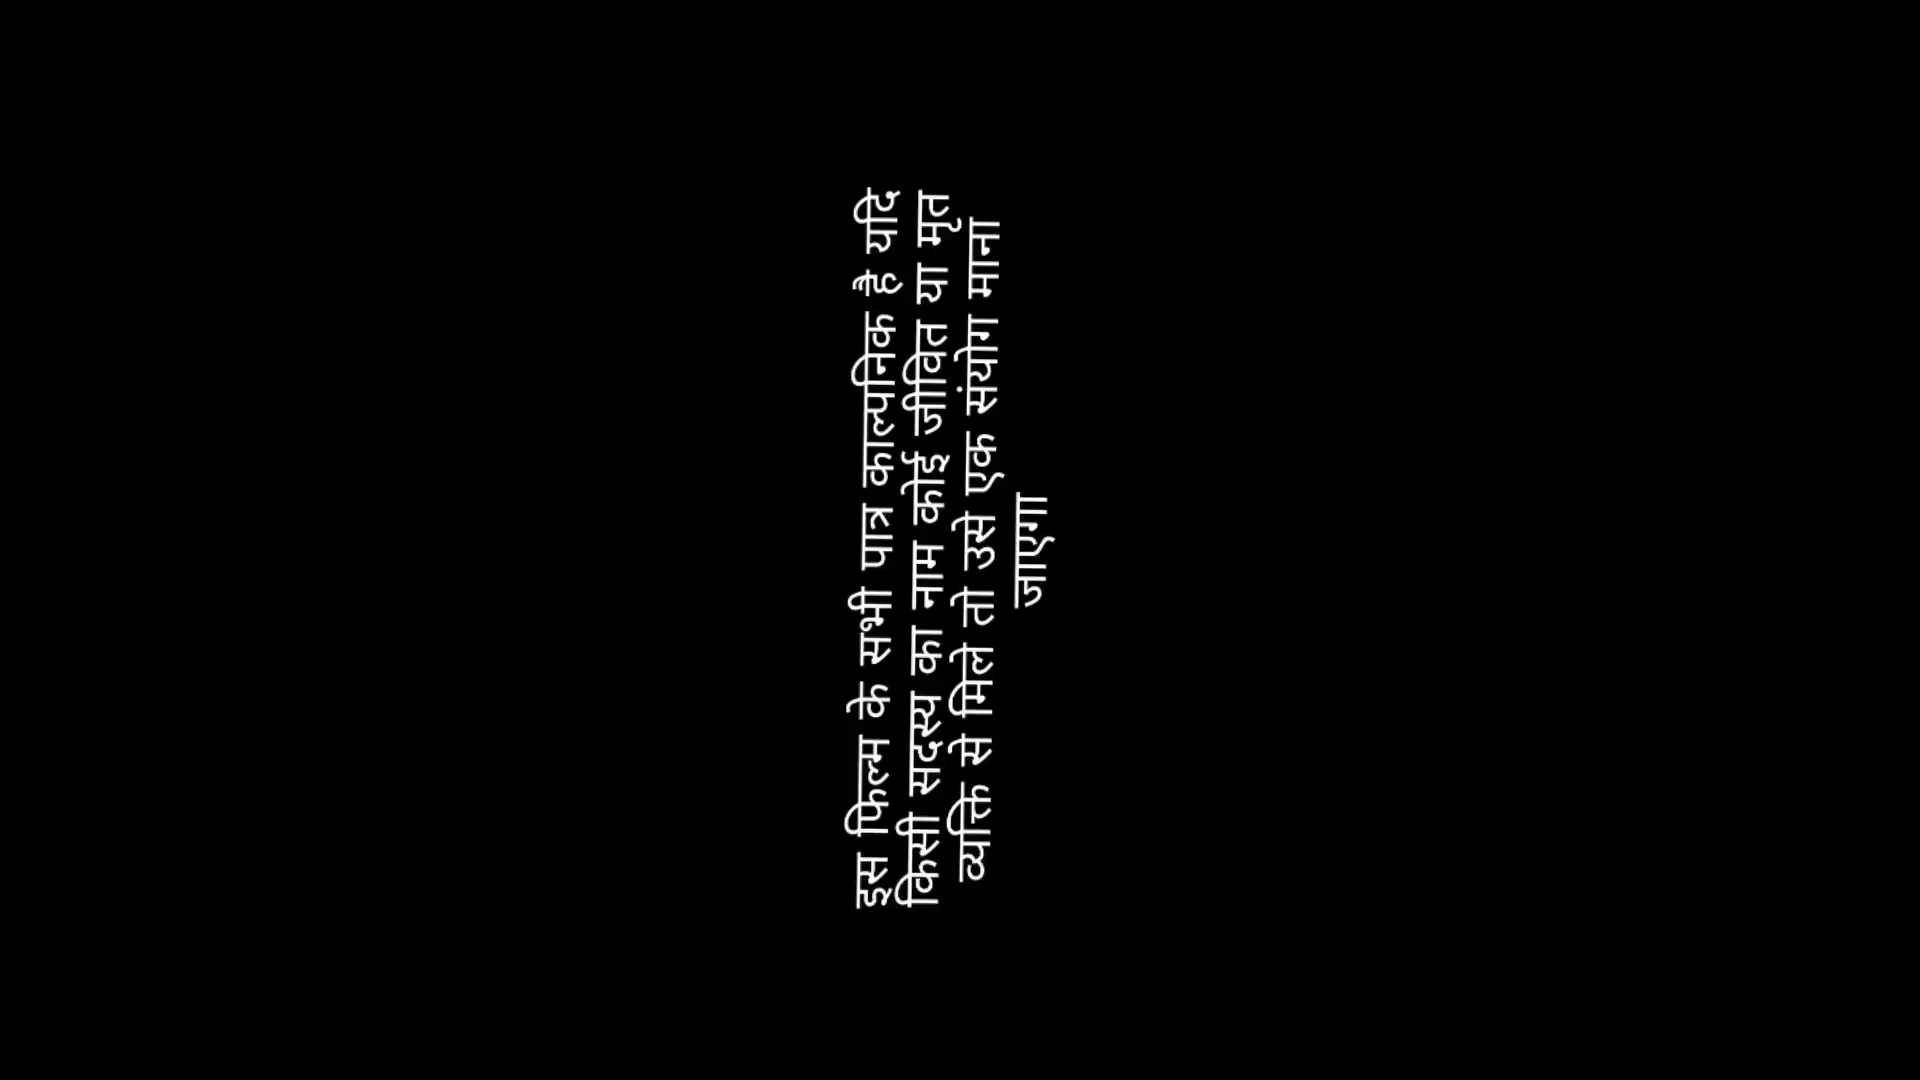 इस फिल्म के सभी पात्र काल्पनिक है यदि
किसी सदस्य का नाम कोई जीवित या मृत
व्यक्ति से मिले तो उसे एक संयोग माना
जाएगा